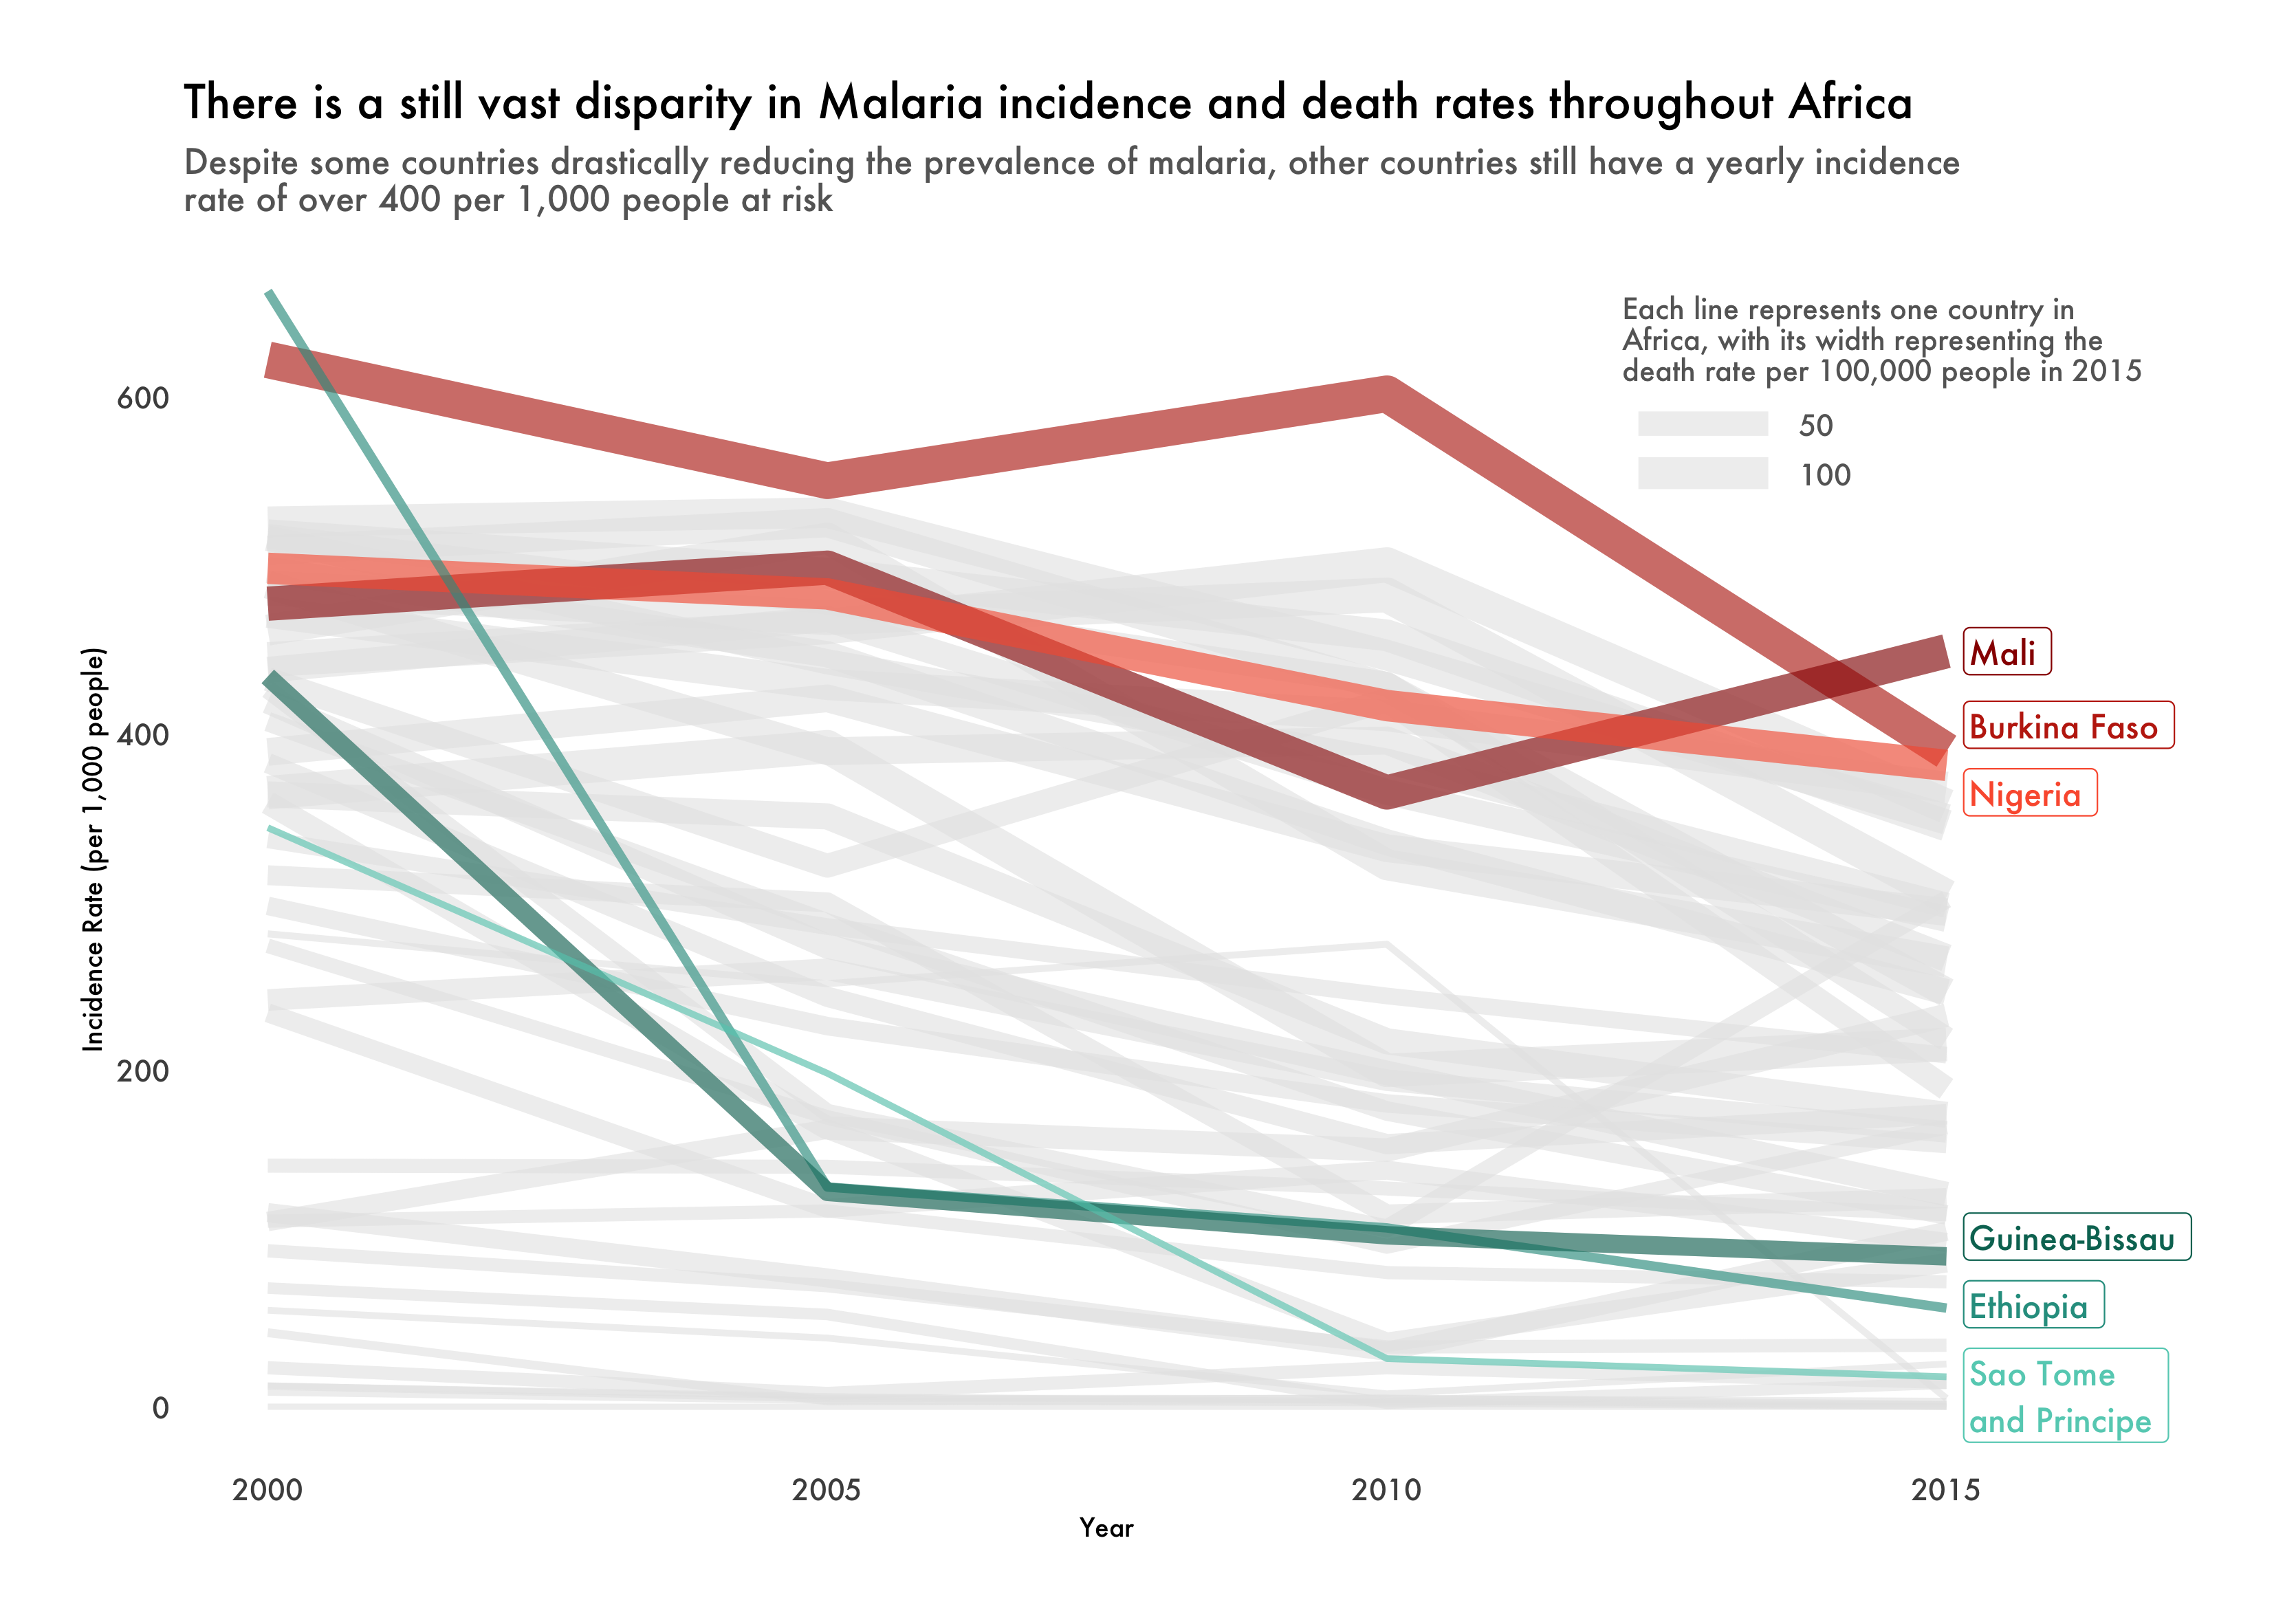 There is a still vast disparity in Malaria incidence and death rates throughout Africa
Despite some countries drastically reducing the prevalence of malaria, other countries still have a yearly incidence
rate of over 400 per 1,000 people at risk
Each line represents one country in
Africa, with its width representing the
death rate per 100,000 people in 2015
50
100
Incidence Rate (per 1,000 people)
600
400
200
0
Mali
Burkina Faso
Nigeria
Guinea-Bissau
Ethiopia
Sao Tome
and Principe
2000
2005
2010
2015
Year